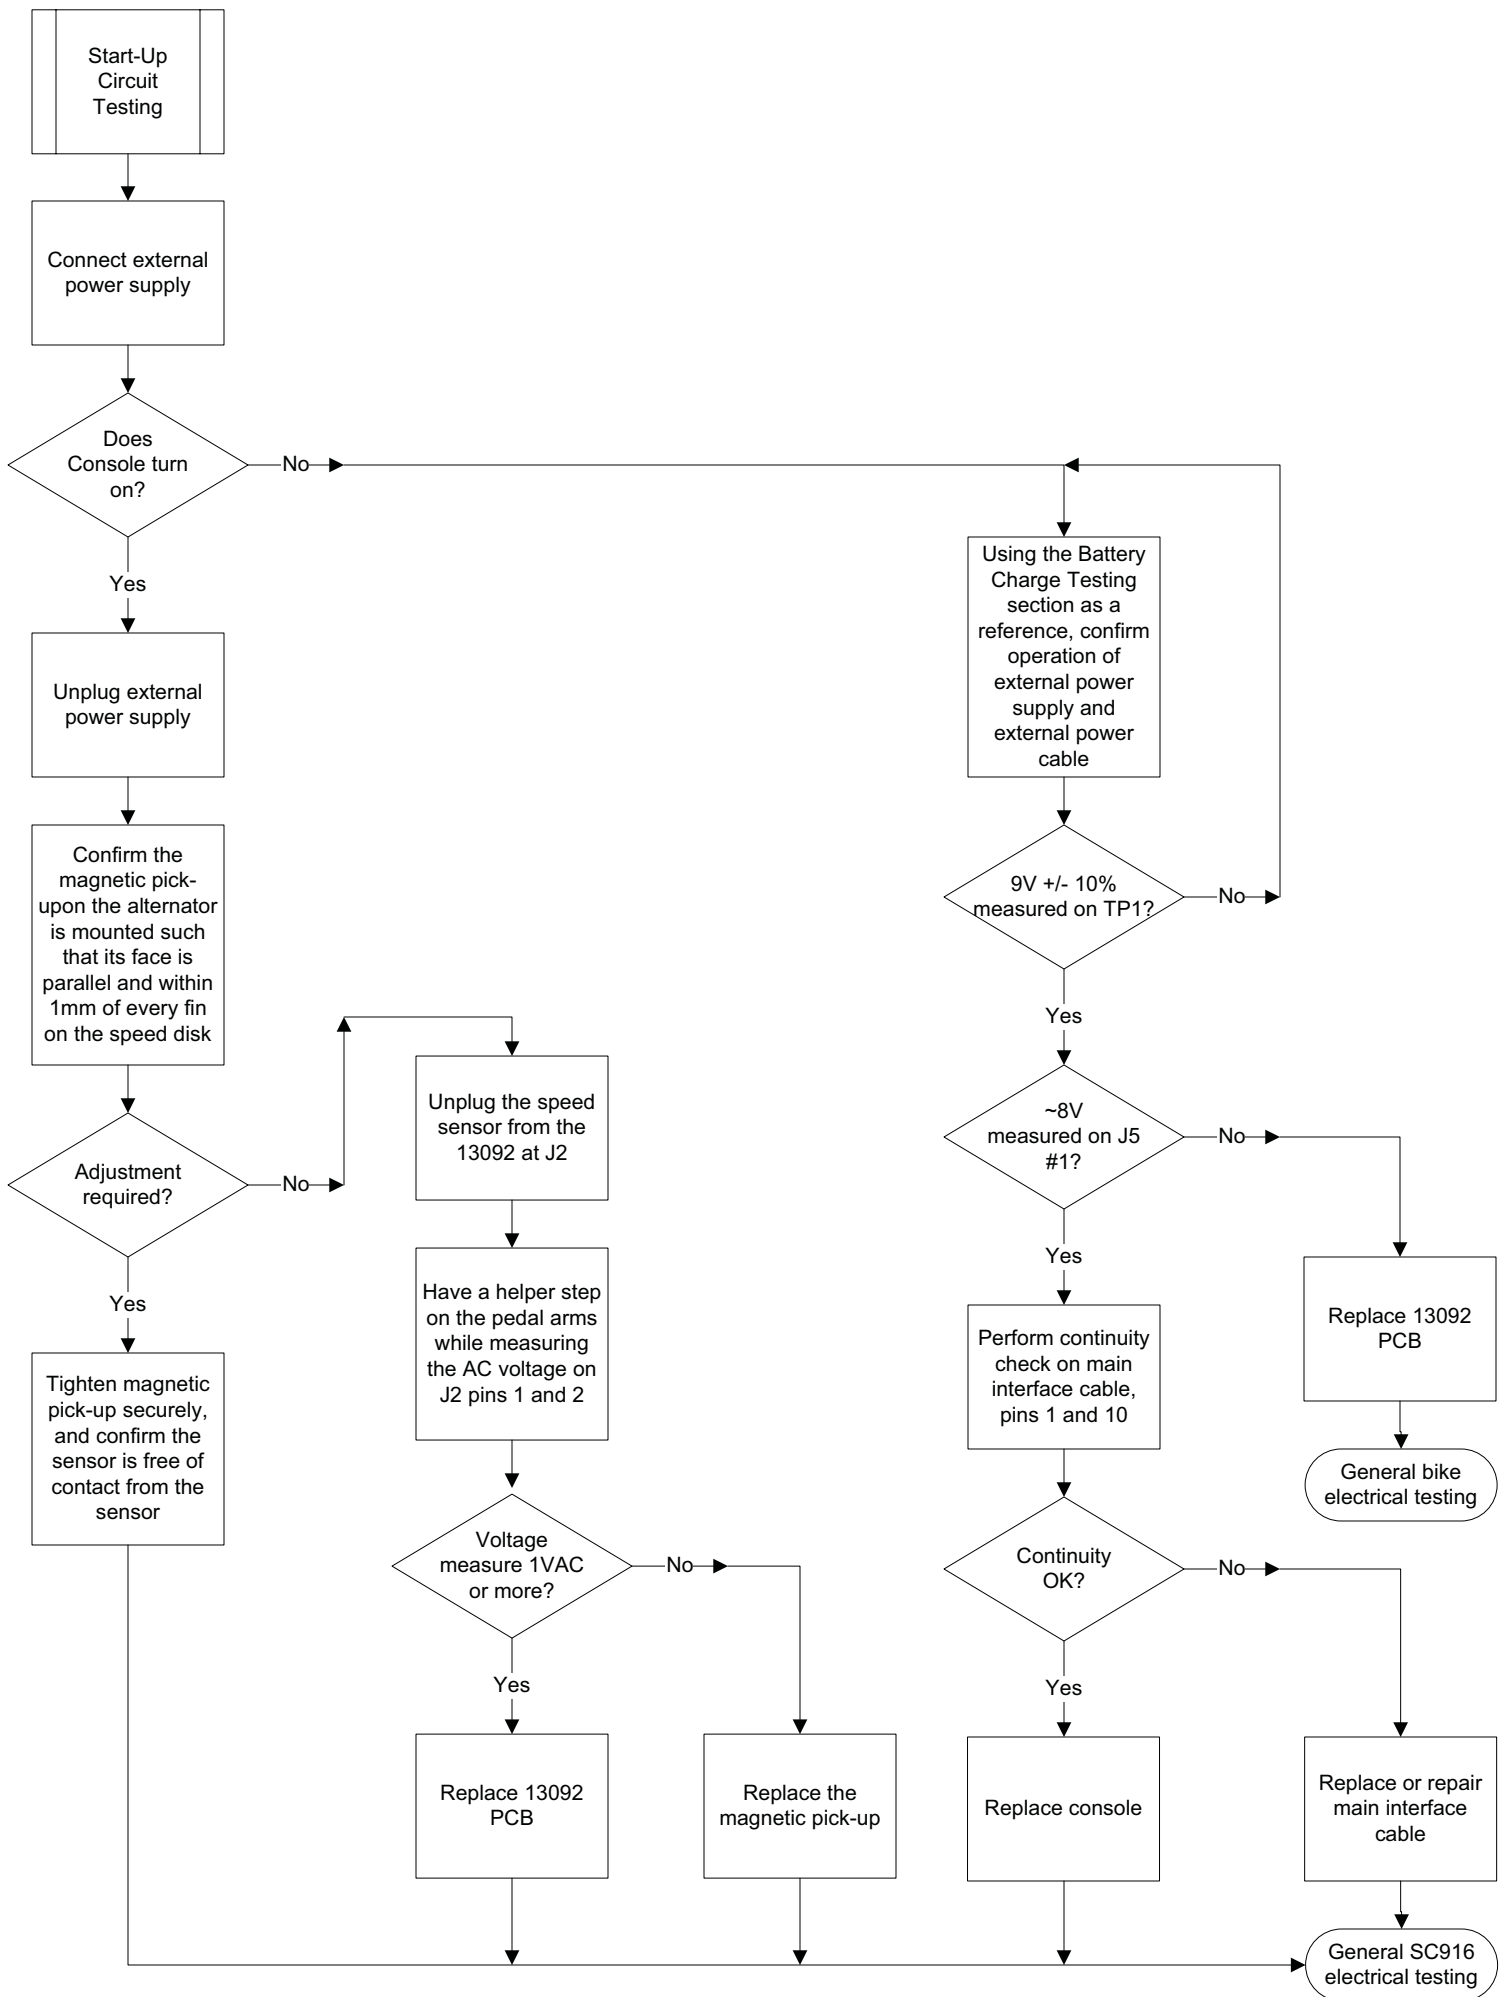 Start-Up
Circuit
Testing
Connect external
power supply
Does
Console turn
on?
No
Yes
Unplug external
power supply
Confirm the
magnetic pick-
upon the alternator
is mounted such
that its face is
parallel and within
1mm of every fin
on the speed disk
Adjustment
required?
No
Yes
Tighten magnetic
pick-up securely,
and confirm the
sensor is free of
contact from the
sensor
Unplug the speed
sensor from the
13092 at J2
Have a helper step
on the pedal arms
while measuring
the AC voltage on
J2 pins 1 and 2
Voltage
measure 1VAC
or more?
No
Yes
Replace 13092
PCB
Replace the
magnetic pick-up
Using the Battery
Charge Testing
section as a
reference, confirm
operation of
external power
supply and
external power
cable
9V +/- 10%
measured on TP1?
No
Yes
~8V
measured on J5
#1?
No
Yes
Replace 13092
PCB
General bike
electrical testing
Perform continuity
check on main
interface cable,
pins 1 and 10
Continuity
OK?
No
Yes
Replace console
Replace or repair
main interface
cable
General SC916
electrical testing